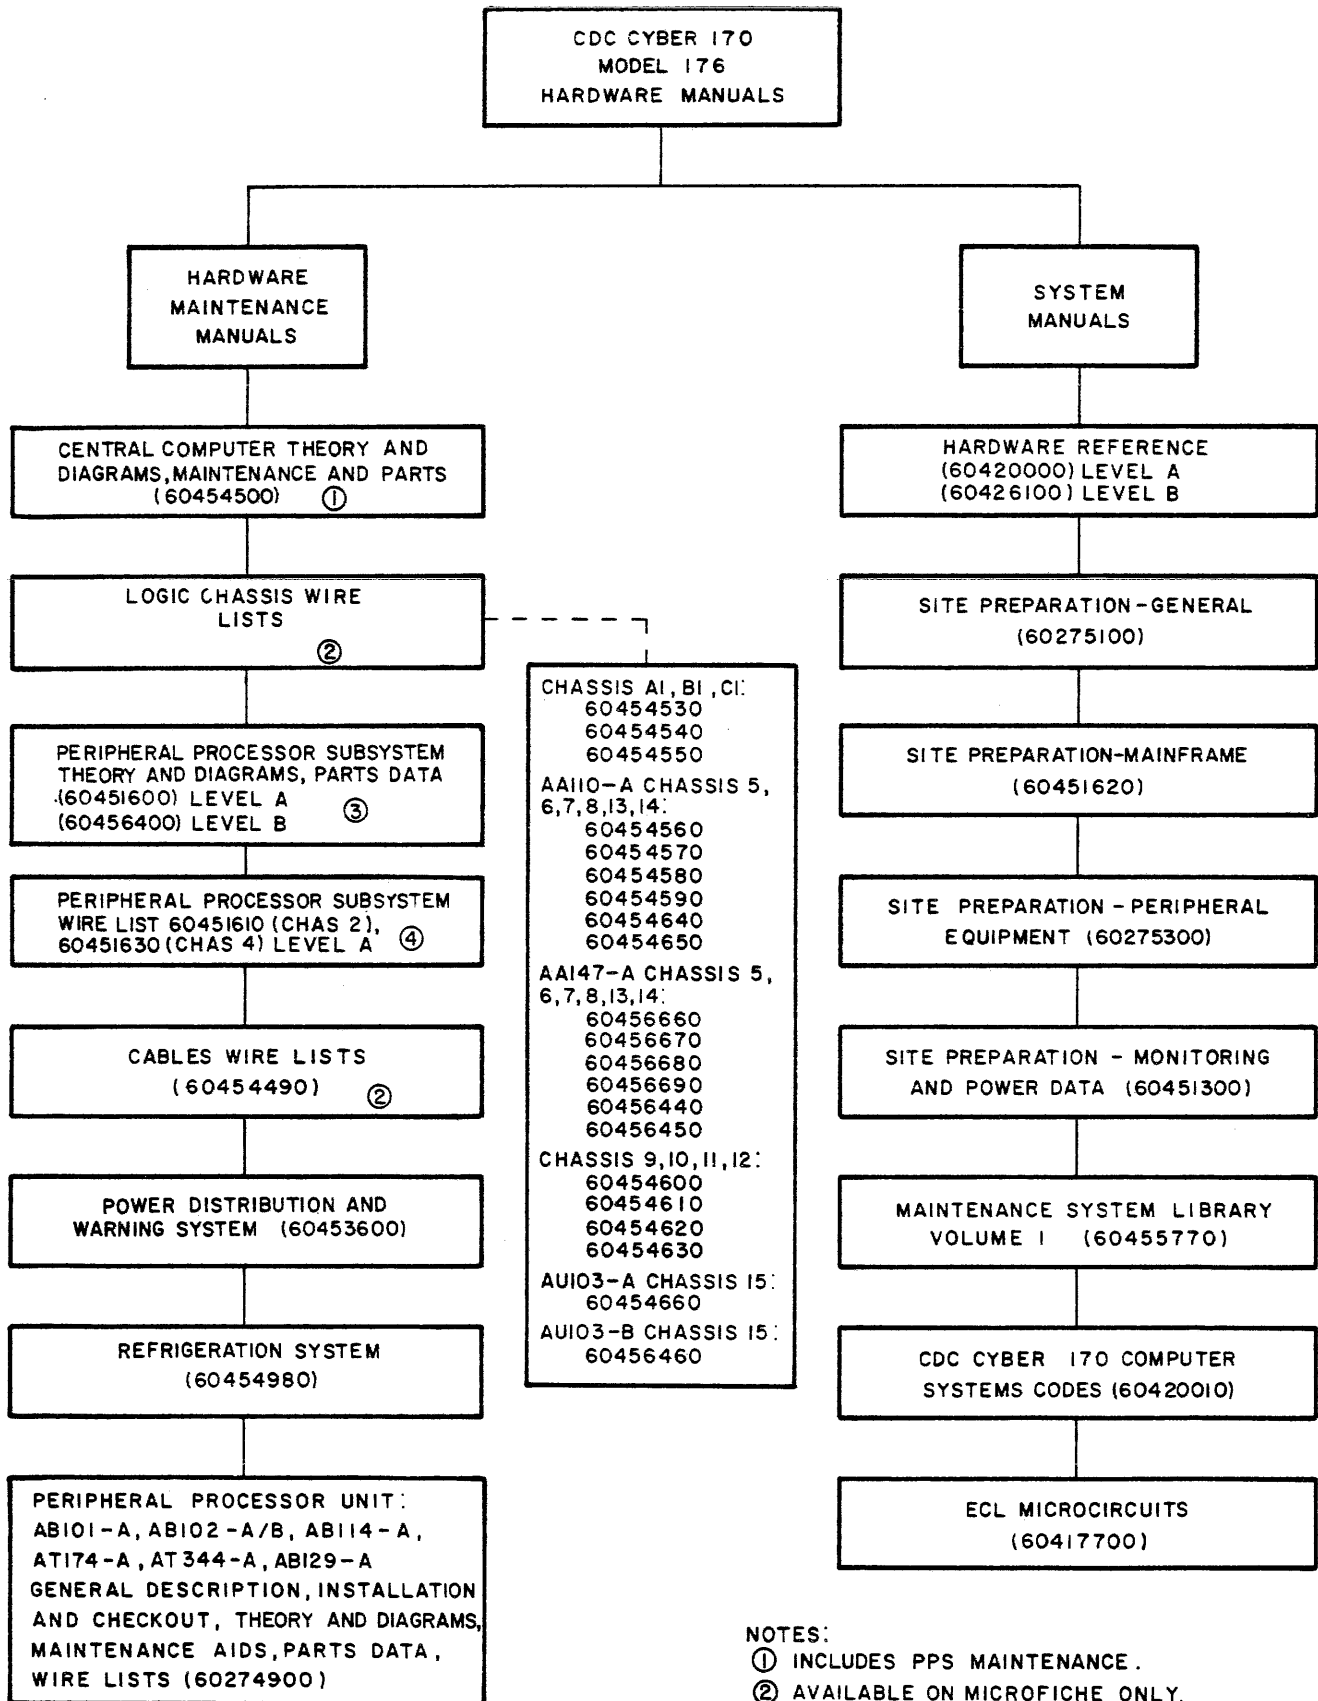 CDC CYBER 170
MODEL 176
HARDWARE MANUALS
HARDWARE
MAINTENANCE
MANUALS
CENTRAL COMPUTER THEORY AND
DIAGRAMS, MAINTENANCE AND PARTS
(60454500) ①
LOGIC CHASSIS WIRE
LISTS
②
PERIPHERAL PROCESSOR SUBSYSTEM
THEORY AND DIAGRAMS, PARTS DATA
(60451600) LEVEL A
(60456400) LEVEL B ③
PERIPHERAL PROCESSOR SUBSYSTEM
WIRE LIST 60451610 (CHAS 2),
60451630 (CHAS 4) LEVEL A ④
CABLES WIRE LISTS
(60454490) ②
POWER DISTRIBUTION AND
WARNING SYSTEM (60453600)
REFRIGERATION SYSTEM
(60454980)
PERIPHERAL PROCESSOR UNIT:
AB101-A, AB102-A/B, AB114-A,
AT174-A, AT344-A, AB129-A
GENERAL DESCRIPTION, INSTALLATION
AND CHECKOUT, THEORY AND DIAGRAMS,
MAINTENANCE AIDS, PARTS DATA,
WIRE LISTS (60274900)
CHASSIS A1, B1, C1:
60454530
60454540
60454550
AA110-A CHASSIS 5,
6,7,8,13,14:
60454560
60454570
60454580
60454590
60454640
60454650
AA147-A CHASSIS 5,
6,7,8,13,14:
60456660
60456670
60456680
60456690
60456440
60456450
CHASSIS 9,10,11,12:
60454600
60454610
60454620
60454630
AU103-A CHASSIS 15:
60454660
AU103-B CHASSIS 15:
60456460
SYSTEM
MANUALS
HARDWARE REFERENCE
(60420000) LEVEL A
(60426100) LEVEL B
SITE PREPARATION-GENERAL
(60275100)
SITE PREPARATION-MAINFRAME
(60451620)
SITE PREPARATION - PERIPHERAL
EQUIPMENT (60275300)
SITE PREPARATION - MONITORING
AND POWER DATA (60451300)
MAINTENANCE SYSTEM LIBRARY
VOLUME 1 (60455770)
CDC CYBER 170 COMPUTER
SYSTEMS CODES (60420010)
ECL MICROCIRCUITS
(60417700)
NOTES:
① INCLUDES PPS MAINTENANCE.
② AVAILABLE ON MICROFICHE ONLY.